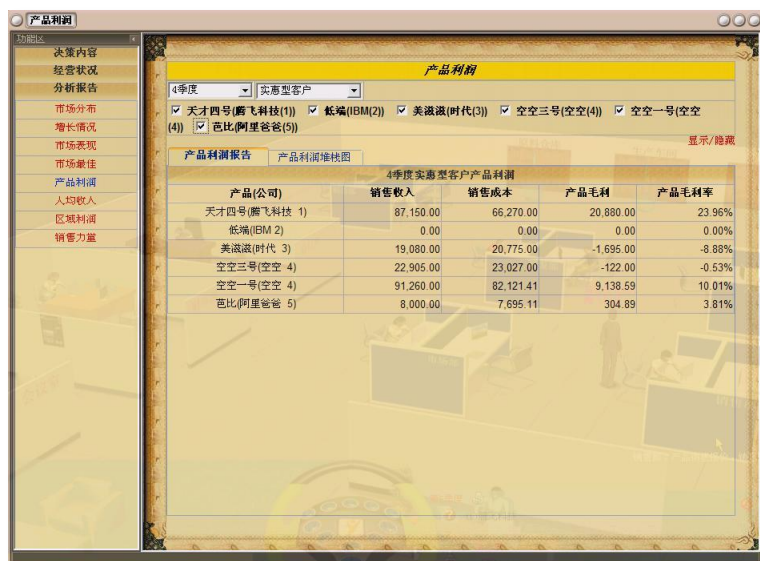 产品利润
功能区
决策内容
经营状况
分析报告
市场分布
增长情况
市场表现
市场最佳
产品利润
人均收入
区域利润
销售力量
产品利润
4季度 实惠型客户
天才四号(腾飞科技(1)) 低端(IBM(2)) 美滋滋(时代(3)) 空空三号(空空(4)) 空空一号(空空
(4)) 芭比(阿里爸爸(5))
显示/隐藏
产品利润报告 产品利润堆栈图
4季度实惠型客户产品利润
产品(公司) 销售收入 销售成本 产品毛利 产品毛利率
天才四号(腾飞科技 1) 87,150.00 66,270.00 20,880.00 23.96%
低端(IBM 2) 0.00 0.00 0.00 0.00%
美滋滋(时代 3) 19,080.00 20,775.00 -1,695.00 -8.88%
空空三号(空空 4) 22,905.00 23,027.00 -122.00 -0.53%
空空一号(空空 4) 91,260.00 82,121.41 9,138.59 10.01%
芭比(阿里爸爸 5) 8,000.00 7,695.11 304.89 3.81%